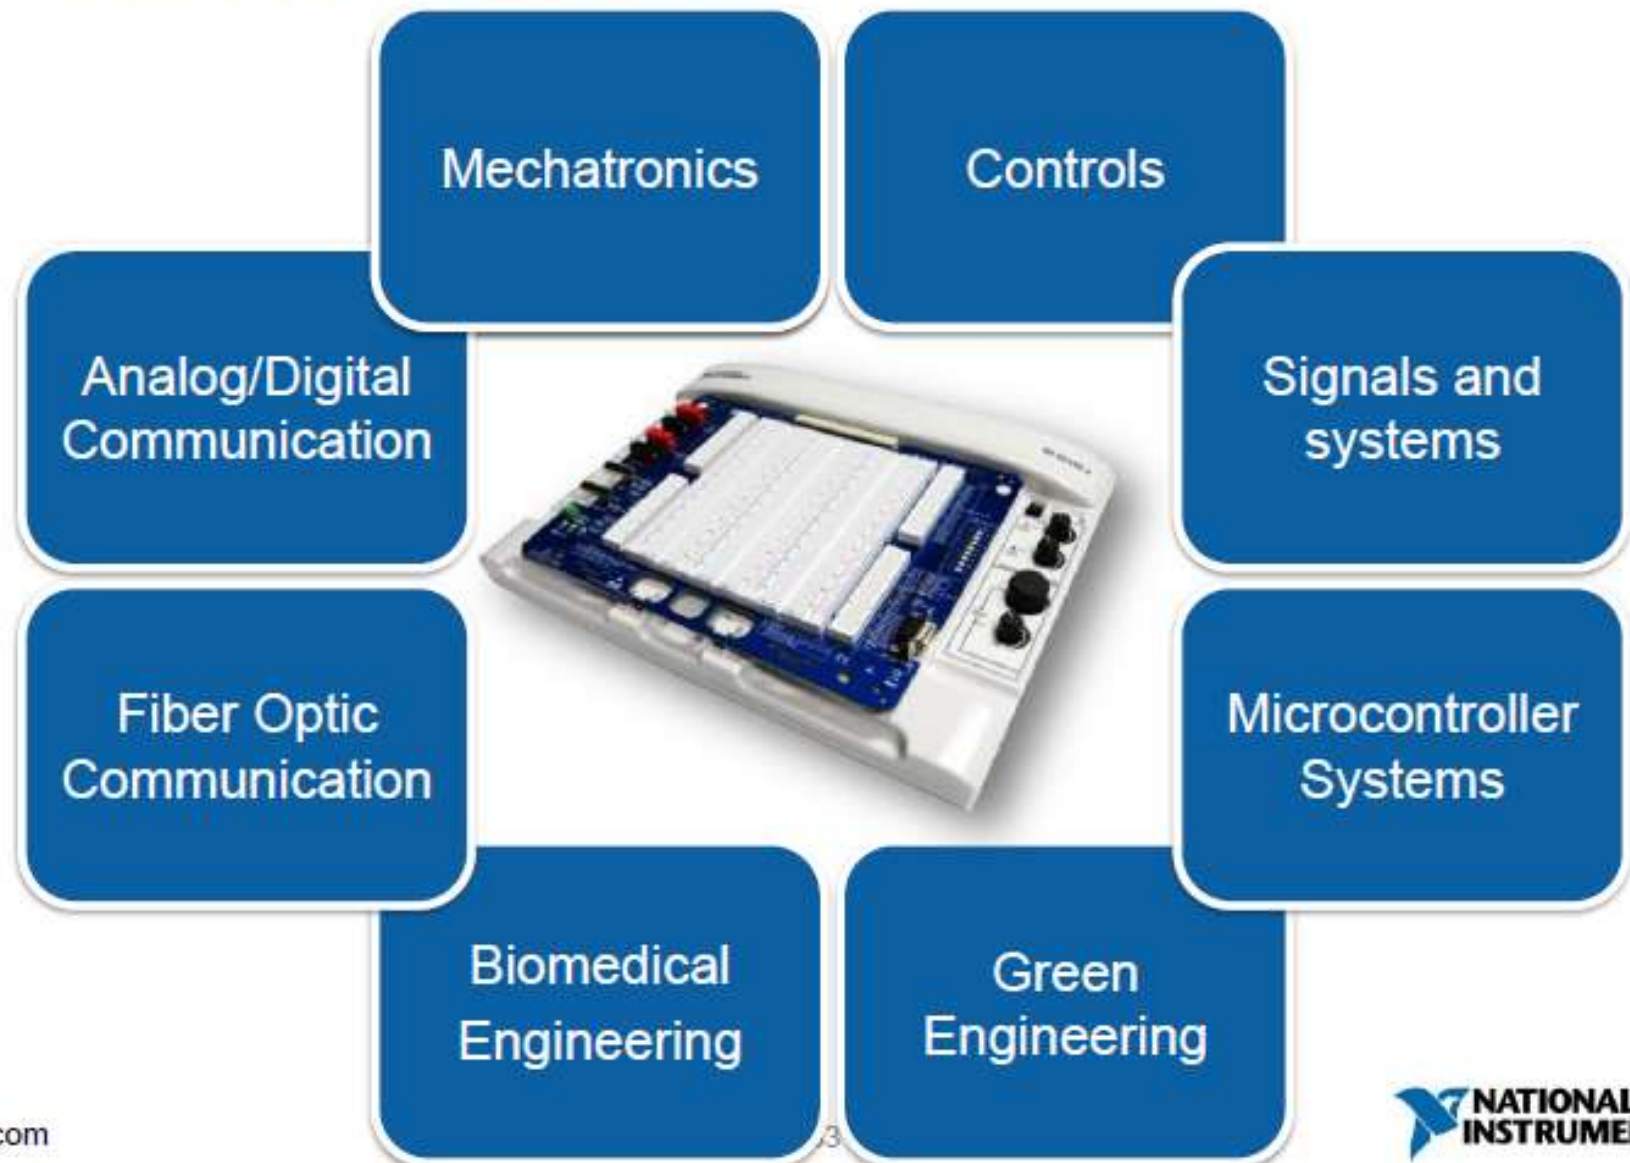 Mechatronics
Controls
Analog/Digital
Communication
Signals and
systems
Fiber Optic
Communication
Microcontroller
Systems
Biomedical
Engineering
Green
Engineering
com
3
NATIONAL
INSTRUME